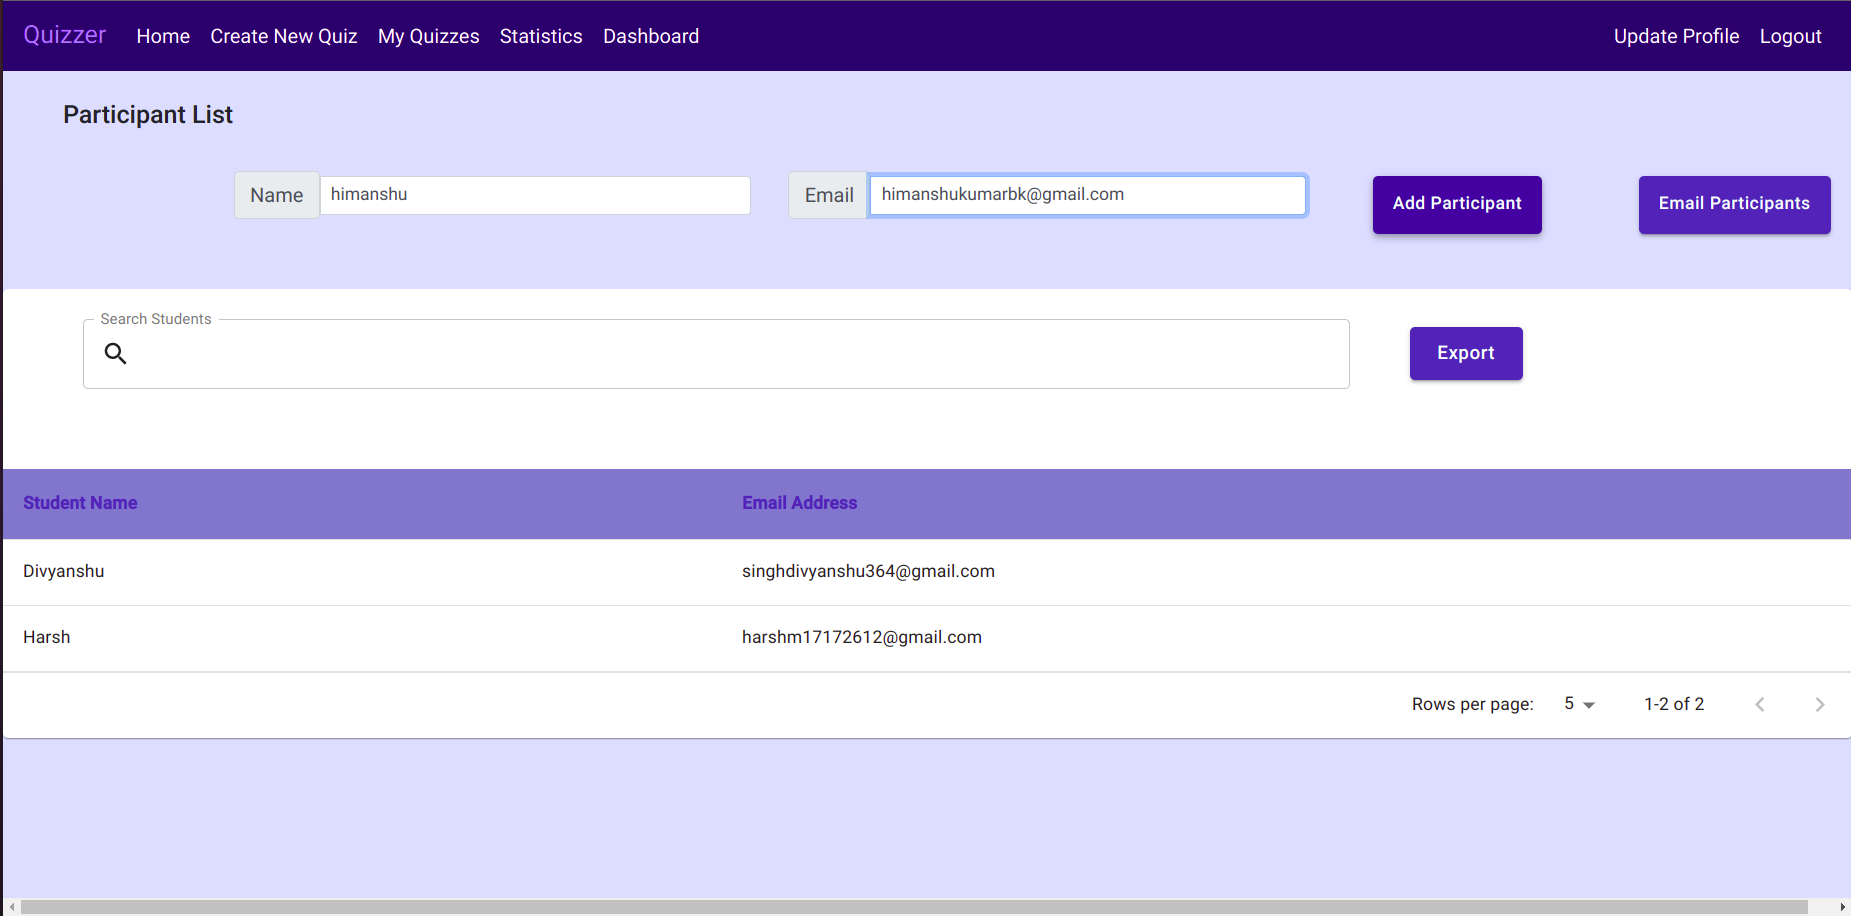 Quizzer Home Create New Quiz My Quizzes Statistics Dashboard Update Profile Logout
Participant List
Name himanshu Email himanshukumarbk@gmail.com Add Participant Email Participants
Search Students
Export
Student Name Email Address
Divyanshu singhdivyanshu364@gmail.com
Harsh harshm17172612@gmail.com
Rows per page: 5 1-2 of 2